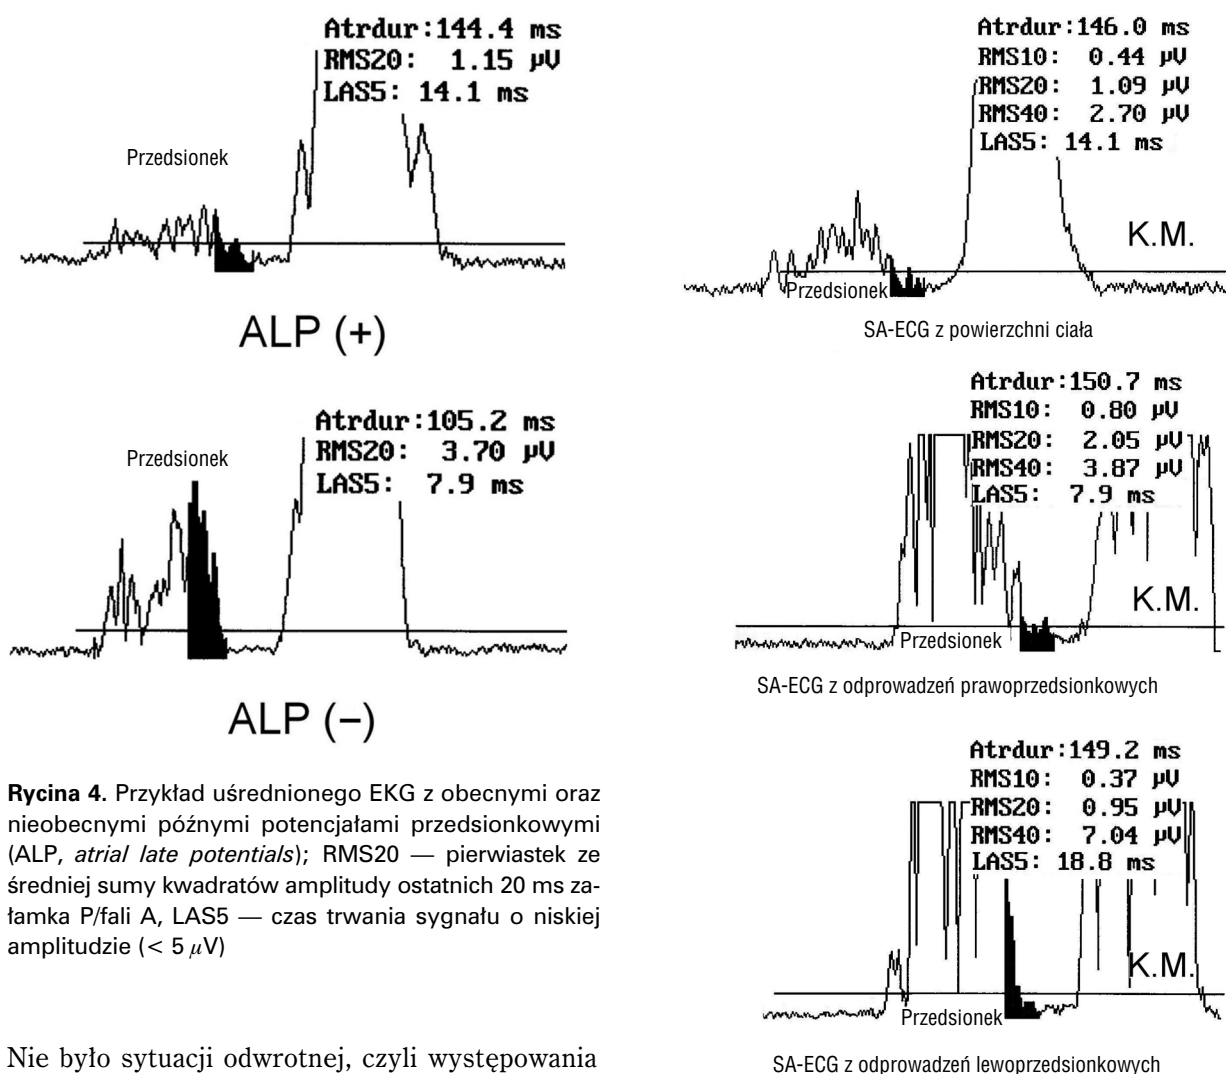 Atrdur:144.4 ms
RMS20: 1.15 µV
LAS5: 14.1 ms
Przedsionek
ALP (+)
Atrdur:105.2 ms
RMS20: 3.70 µV
LAS5: 7.9 ms
Przedsionek
ALP (–)
Rycina 4. Przykład uśrednionego EKG z obecnymi oraz
nieobecnymi późnymi potencjałami przedsionkowymi
(ALP, atrial late potentials); RMS20 — pierwiastek ze
średniej sumy kwadratów amplitudy ostatnich 20 ms za-
łamka P/fali A, LAS5 — czas trwania sygnału o niskiej
amplitudzie (< 5 µV)
Nie było sytuacji odwrotnej, czyli występowania
Atrdur:146.0 ms
RMS10: 0.44 µV
RMS20: 1.09 µV
RMS40: 2.70 µV
LAS5: 14.1 ms
K.M.
Przedsionek
SA-ECG z powierzchni ciała
Atrdur:150.7 ms
RMS10: 0.80 µV
RMS20: 2.05 µV
RMS40: 3.87 µV
LAS5: 7.9 ms
K.M.
Przedsionek
SA-ECG z odprowadzeń prawoprzedsionkowych
Atrdur:149.2 ms
RMS10: 0.37 µV
RMS20: 0.95 µV
RMS40: 7.04 µV
LAS5: 18.8 ms
K.M.
Przedsionek
SA-ECG z odprowadzeń lewoprzedsionkowych